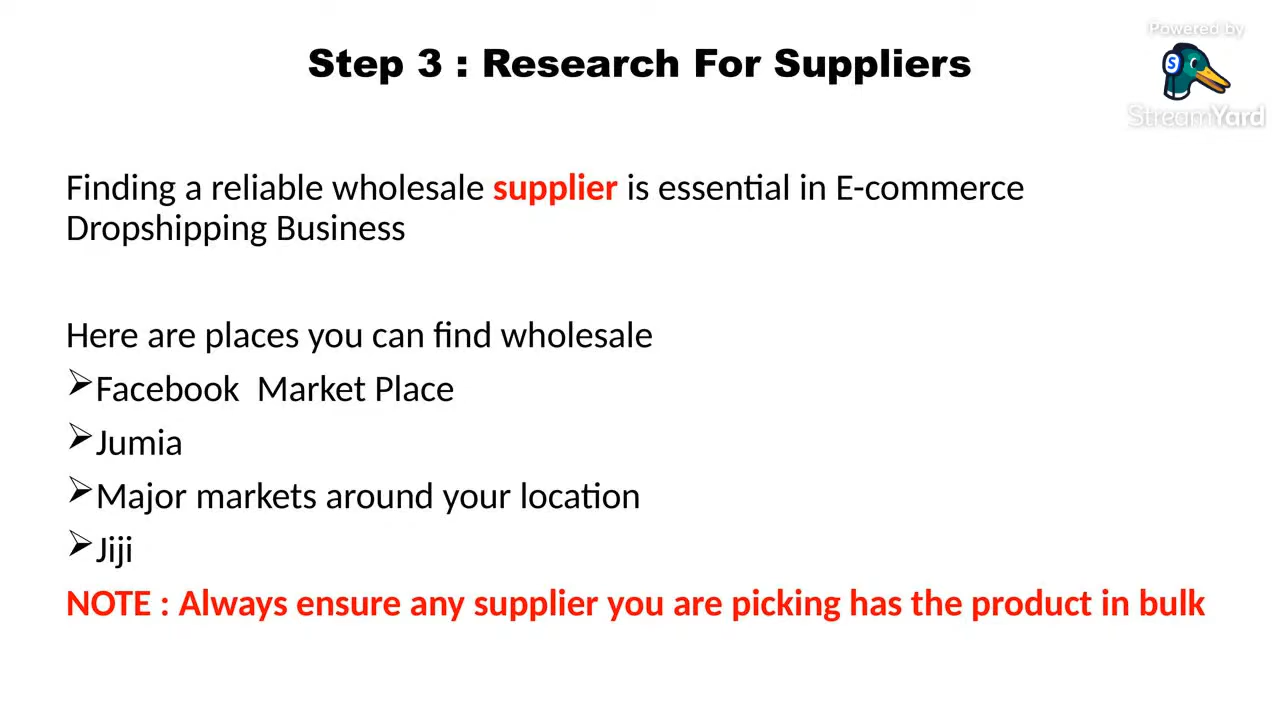 Powered by
Step 3 : Research For Suppliers
S
StreamYard
Finding a reliable wholesale supplier is essential in E-commerce
Dropshipping Business
Here are places you can find wholesale
➢Facebook  Market Place
➢Jumia
➢Major markets around your location
➢Jiji
NOTE : Always ensure any supplier you are picking has the product in bulk